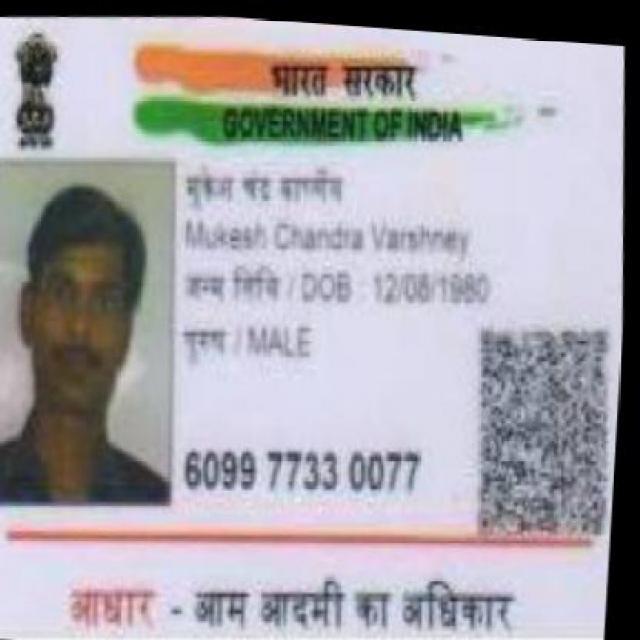 भारत सरकार
GOVERNMENT OF INDIA
मुकेश चंद
Mukesh Chandra Varshney
जन्म तिथि / DOB : 12/08/1980
पुरुष / MALE
6099 7733 0077
आधार - आम आदमी का अधिकार